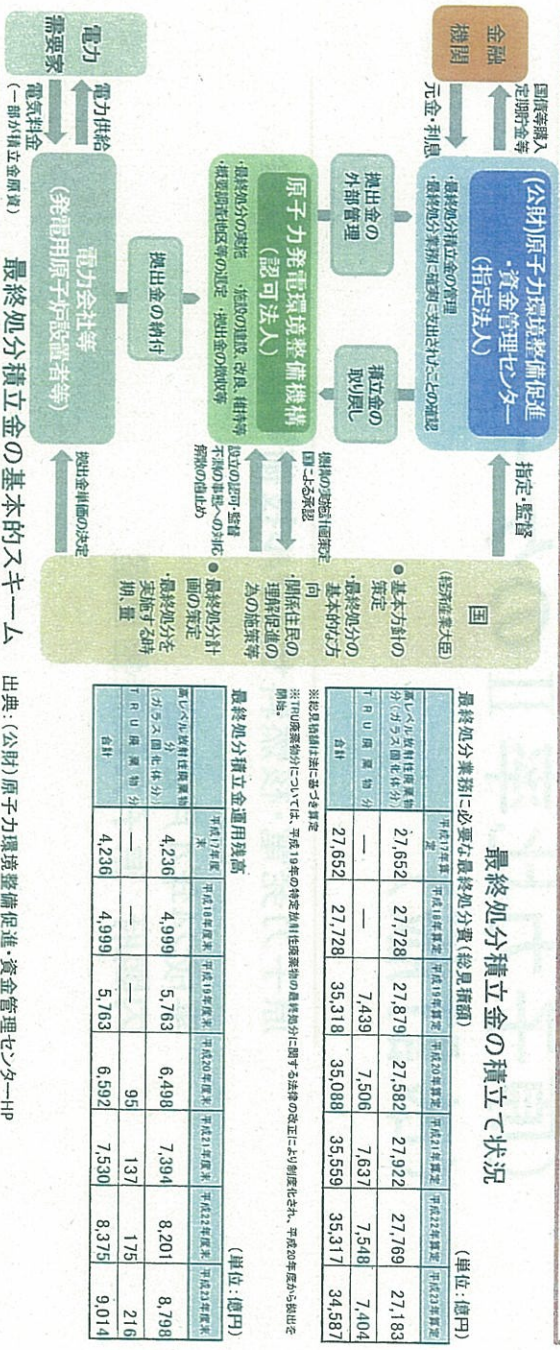 金融
機関
国債等購入
定期貯金等
元金・利息
(公財)原子力環境整備促進
・資金管理センター
(指定法人)
・最終処分積立金の管理
・最終処分業務に確実に支出されたことの確認
指定・監督
拠出金の
外部管理
積立金の
取り戻し
原子力発電環境整備機構
(認可法人)
・最終処分の実施 ・施設の建設、改良、維持等
・概要調査地区等の選定 ・拠出金の徴収等
機構の実施計画策定
国による承認
設立の認可・監督
不測の事態への対応
解散の歯止め
拠出金の納付
電力
需要家
電力供給
電気料金
(一部が積立金原資)
電力会社等
(発電用原子炉設置者等)
拠出金単価の決定
国
(経済産業大臣)
●基本方針の
策定
・最終処分の
基本的な方
向
・関係住民の
理解促進の
為の施策等
●最終処分計
画の策定
・最終処分を
実施する時
期、量
最終処分積立金の基本的スキーム
最終処分積立金の積立て状況
最終処分業務に必要な最終処分費(総見積額) (単位:億円)
平成17年算定 平成18年算定 平成19年算定 平成20年算定 平成21年算定 平成22年算定 平成23年算定
高レベル放射性廃棄物分(ガラス固化体分) 27,652 27,728 27,879 27,582 27,922 27,769 27,183
TRU廃棄物分 — — 7,439 7,506 7,637 7,548 7,404
合計 27,652 27,728 35,318 35,088 35,559 35,317 34,587
※総見積額は法に基づき算定
※TRU廃棄物分については、平成19年の特定放射性廃棄物の最終処分に関する法律の改正により制度化され、平成20年度から拠出を
開始。
最終処分積立金運用残高 (単位:億円)
平成17年度末 平成18年度末 平成19年度末 平成20年度末 平成21年度末 平成22年度末 平成23年度末
高レベル放射性廃棄物分(ガラス固化体分) 4,236 4,999 5,763 6,498 7,394 8,201 8,798
TRU廃棄物分 — — — 95 137 175 216
合計 4,236 4,999 5,763 6,592 7,530 8,375 9,014
出典:(公財)原子力環境整備促進・資金管理センターHP